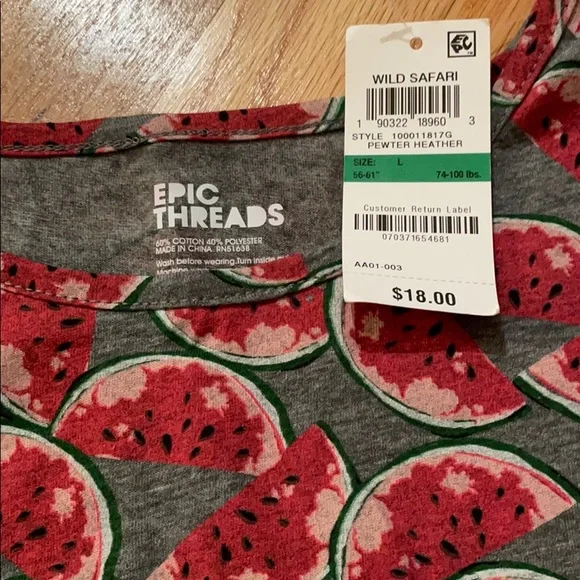 WILD SAFARI
1 90322 18960 3
STYLE 100011817G
PEWTER HEATHER
SIZE: L
56-61" 74-100 lbs.
Customer Return Label
070371654681
AA01-003
$18.00
EPIC
THREADS
60% COTTON 40% POLYESTER
MADE IN CHINA. RN51638
Wash before wearing.Turn inside